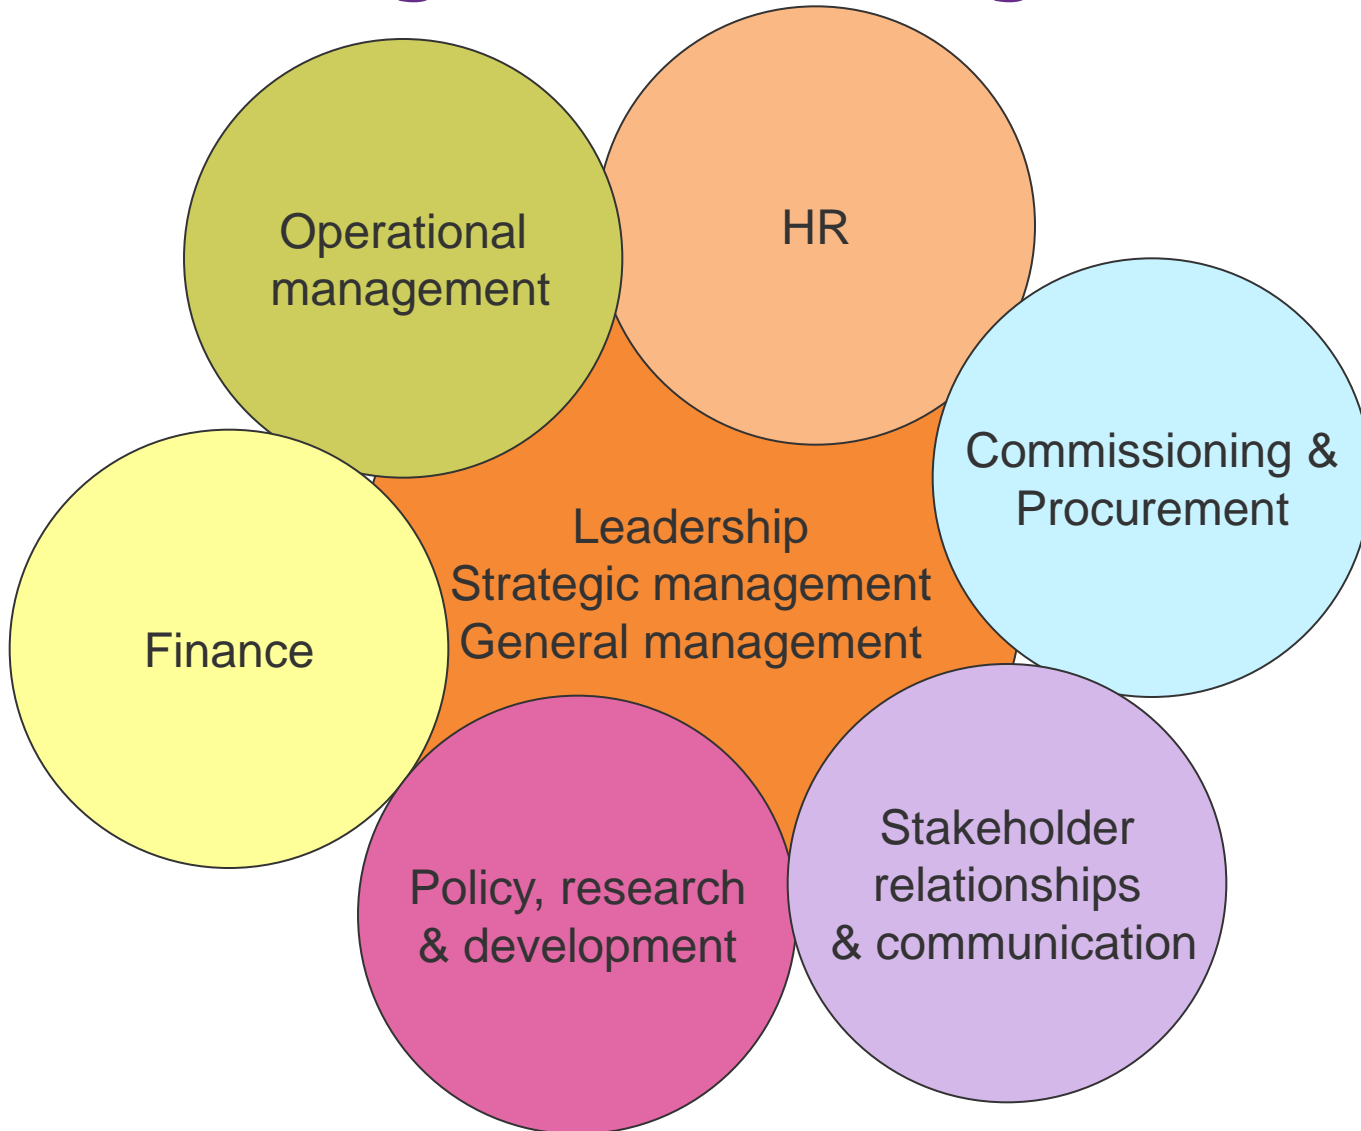 Operational
management
HR
Commissioning &
Procurement
Leadership
Strategic management
General management
Finance
Stakeholder
relationships
& communication
Policy, research
& development